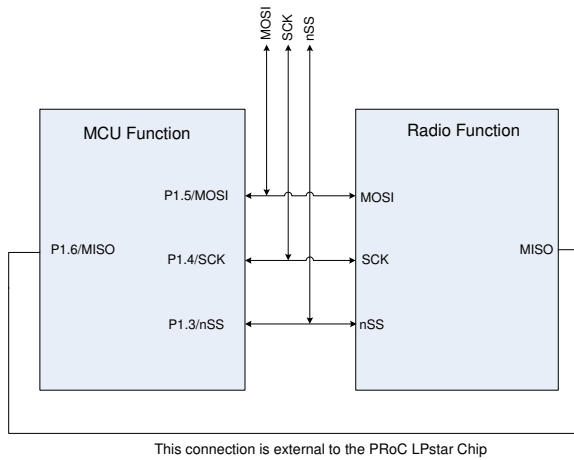 MOSI
SCK
nSS
MCU Function
Radio Function
P1.5/MOSI
MOSI
P1.6/MISO
MISO
P1.4/SCK
SCK
P1.3/nSS
nSS
This connection is external to the PRoC LPstar Chip